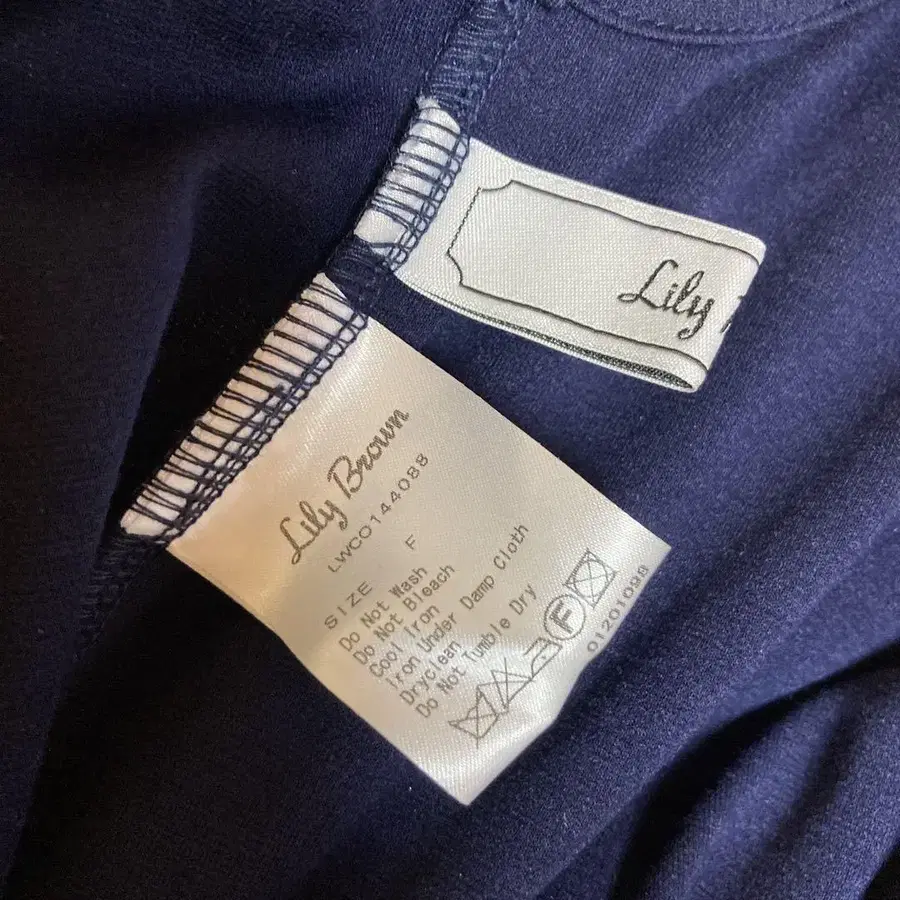 Lily
Lily Brown
LWCO144088
SIZE F
Do Not Wash
Do Not Bleach
Cool Iron
Iron Under Damp Cloth
Dryclean
Do Not Tumble Dry
F
01201098